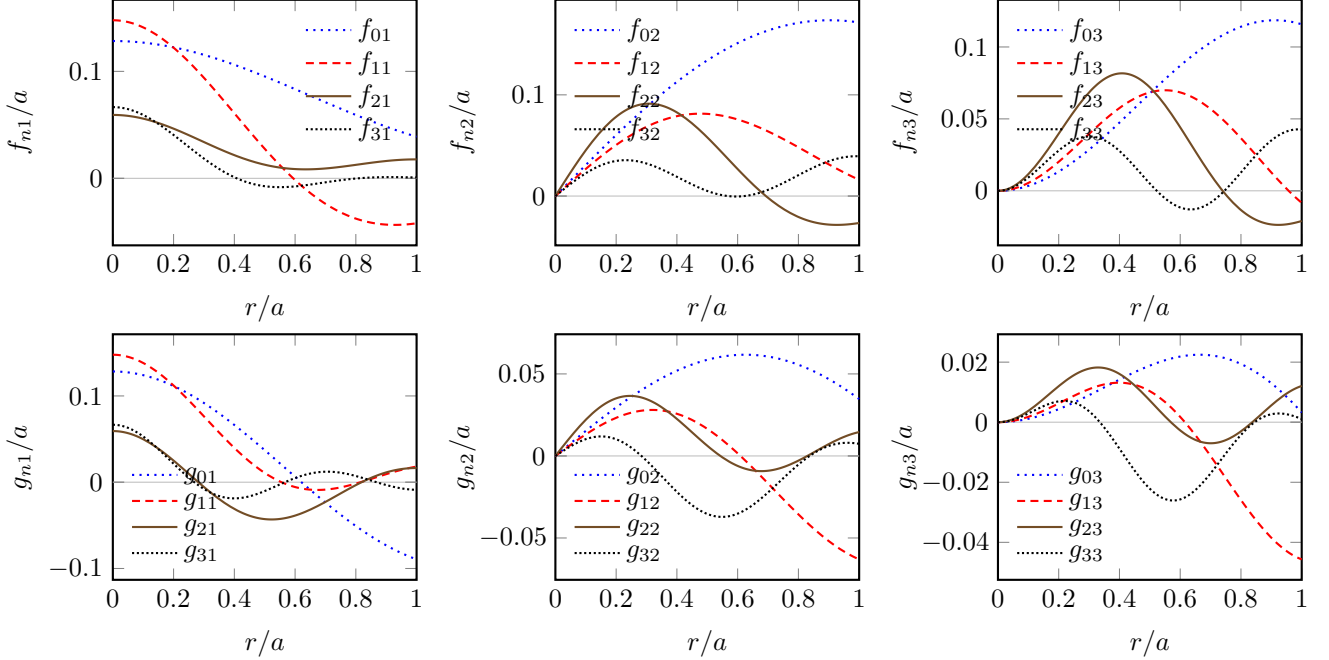 f01
f11
f21
f31
0
0.1
0 0.2 0.4 0.6 0.8 1
r/a
fn1/a
f02
f12
f22
f32
0
0.1
0 0.2 0.4 0.6 0.8 1
r/a
fn2/a
f03
f13
f23
f33
0
0.05
0.1
0 0.2 0.4 0.6 0.8 1
r/a
fn3/a
g01
g11
g21
g31
−0.1
0
0.1
0 0.2 0.4 0.6 0.8 1
r/a
gn1/a
g02
g12
g22
g32
−0.05
0
0.05
0 0.2 0.4 0.6 0.8 1
r/a
gn2/a
g03
g13
g23
g33
−0.04
−0.02
0
0.02
0 0.2 0.4 0.6 0.8 1
r/a
gn3/a